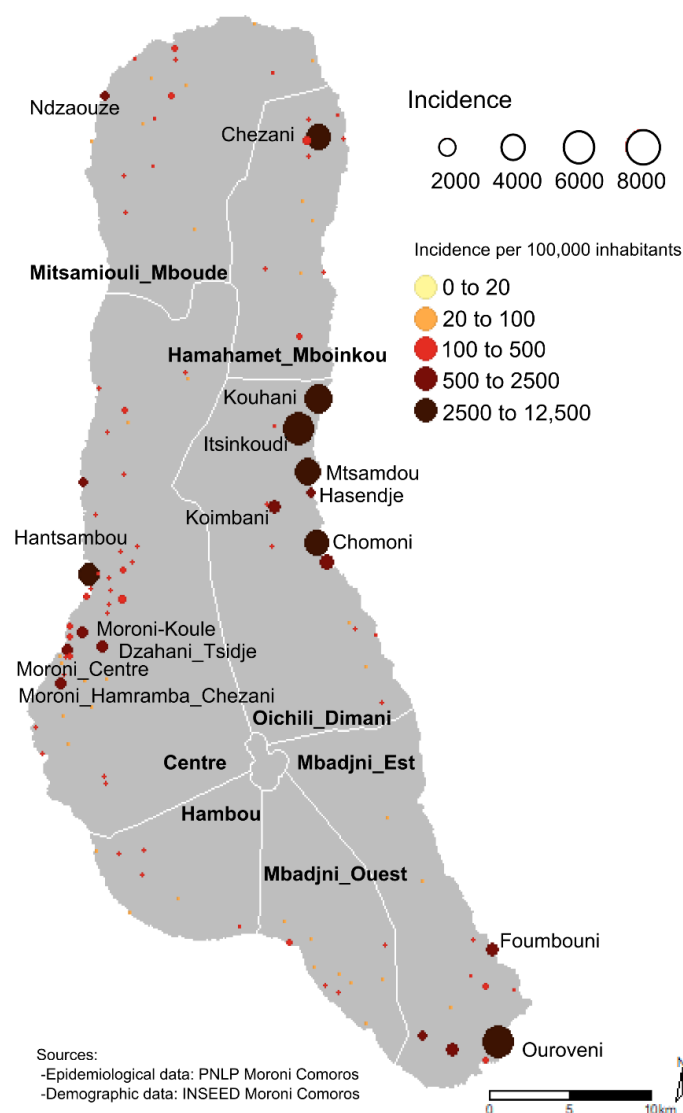 Ndzaouze
Incidence
Chezani
2000 4000 6000 8000
Incidence per 100,000 inhabitants
Mitsamiouli_Mboude
0 to 20
20 to 100
100 to 500
Hamahamet_Mboinkou
500 to 2500
Kouhani
2500 to 12,500
Itsinkoudi
Mtsamdou
Hasendje
Koimbani
Hantsambou
Chomoni
Moroni-Koule
Dzahani_Tsidje
Moroni_Centre
Moroni_Hamramba_Chezani
Oichili_Dimani
Centre
Mbadjni_Est
Hambou
Mbadjni_Ouest
Foumbouni
Ouroveni
Sources:
-Epidemiological data: PNLP Moroni Comoros
-Demographic data: INSEED Moroni Comoros
N
0 5 10 km